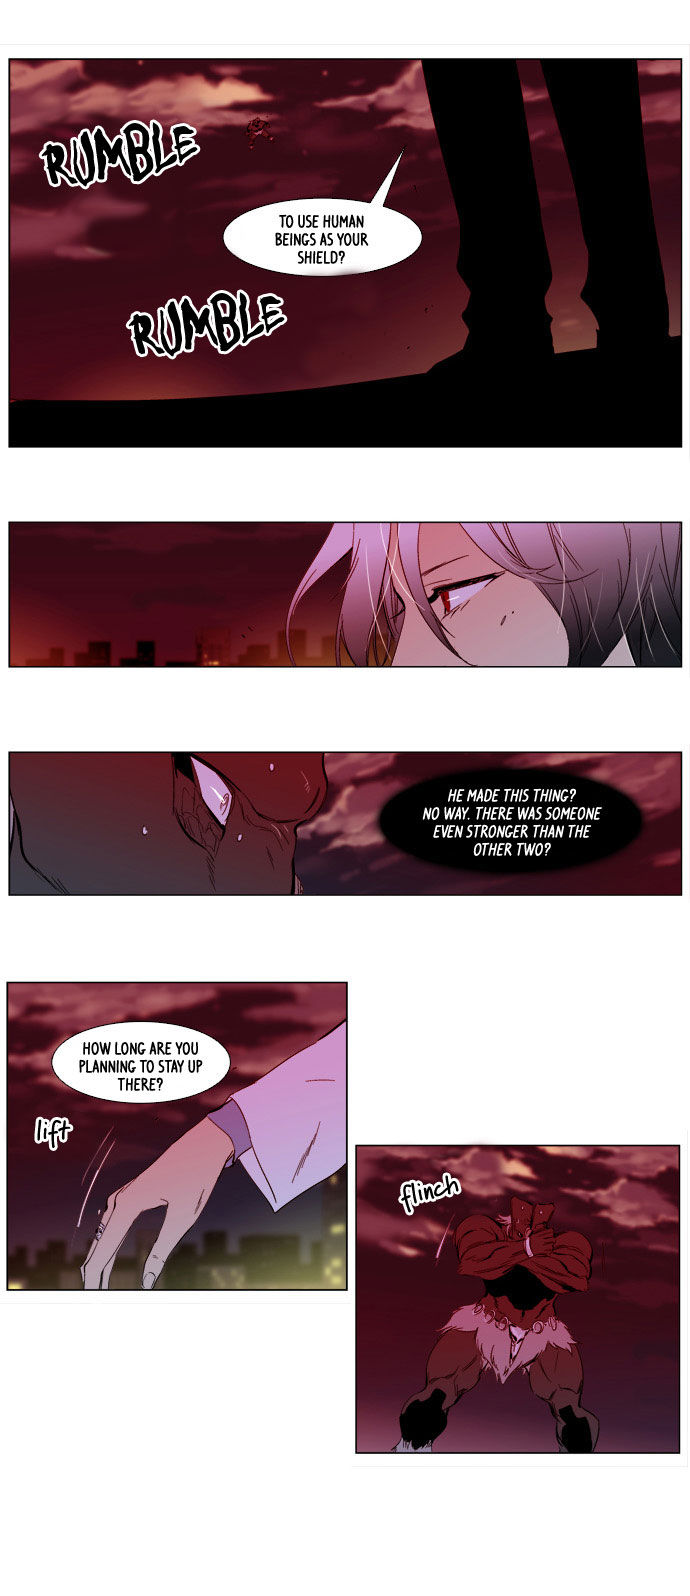 RUMBLE
TO USE HUMAN
BEINGS AS YOUR
SHIELD?
RUMBLE
HE MADE THIS THING?
NO WAY. THERE WAS SOMEONE
EVEN STRONGER THAN THE
OTHER TWO?
HOW LONG ARE YOU
PLANNING TO STAY UP
THERE?
lift
flinch